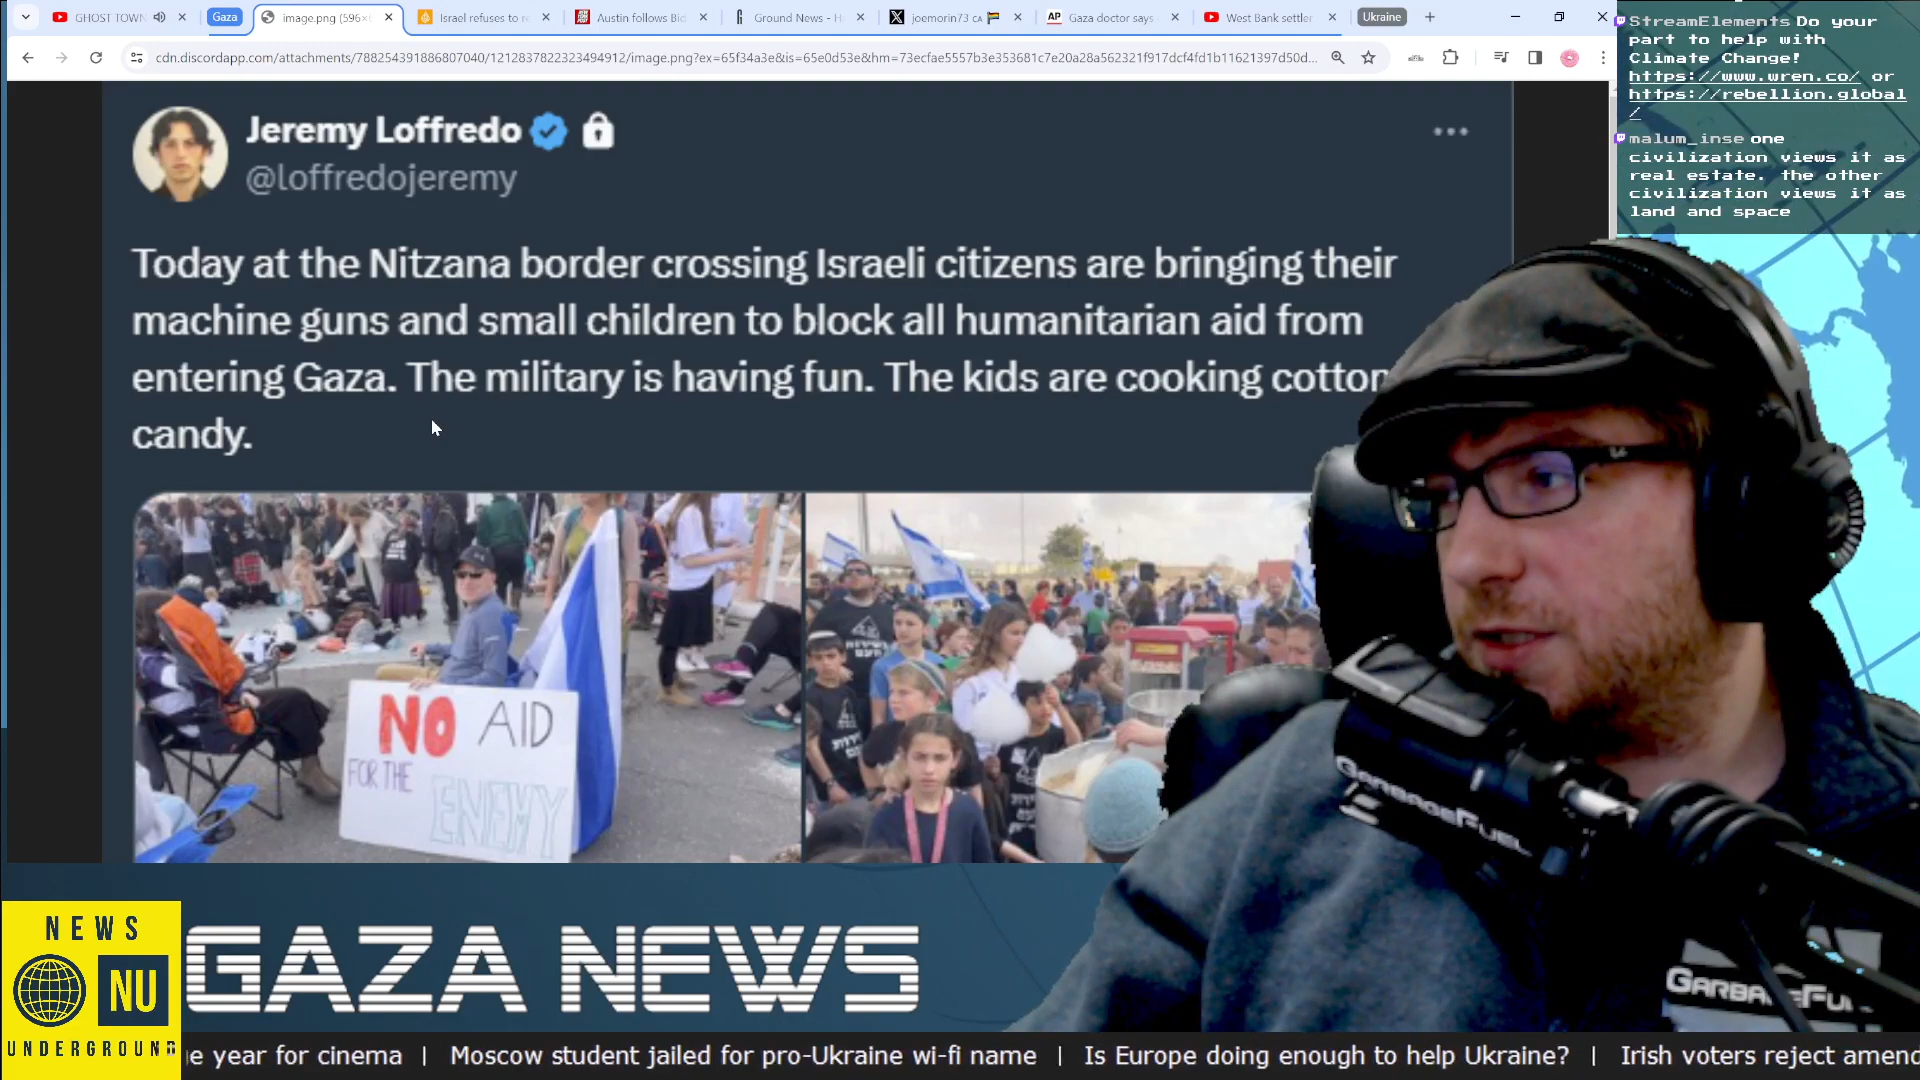 GHOST TOWN
Gaza
image.png (596×
Israel refuses to r
Austin follows Bid
Ground News - H
joemorin73 c
Gaza doctor says
West Bank settler
Ukraine
cdn.discordapp.com/attachments/788254391886807040/1212837822323494912/image.png?ex=65f34a3e&is=65e0d53e&hm=73ecfae5557b3e353681c7e20a28a562321f917dcf4fd1b11621397d50d...
StreamElements Do your
part to help with
Climate Change!
https://www.wren.co/ or
https://rebellion.global
/
malum_inse one
civilization views it as
real estate. the other
civilization views it as
land and space
Jeremy Loffredo
@loffredojeremy
Today at the Nitzana border crossing Israeli citizens are bringing their
machine guns and small children to block all humanitarian aid from
entering Gaza. The military is having fun. The kids are cooking cotton
candy.
NO AID
FOR THE
ENEMY
GARBAGEFUEL
GARBAGEFUEL
NEWS
NU
UNDERGROUND
GAZA NEWS
e year for cinema | Moscow student jailed for pro-Ukraine wi-fi name | Is Europe doing enough to help Ukraine? | Irish voters reject amend